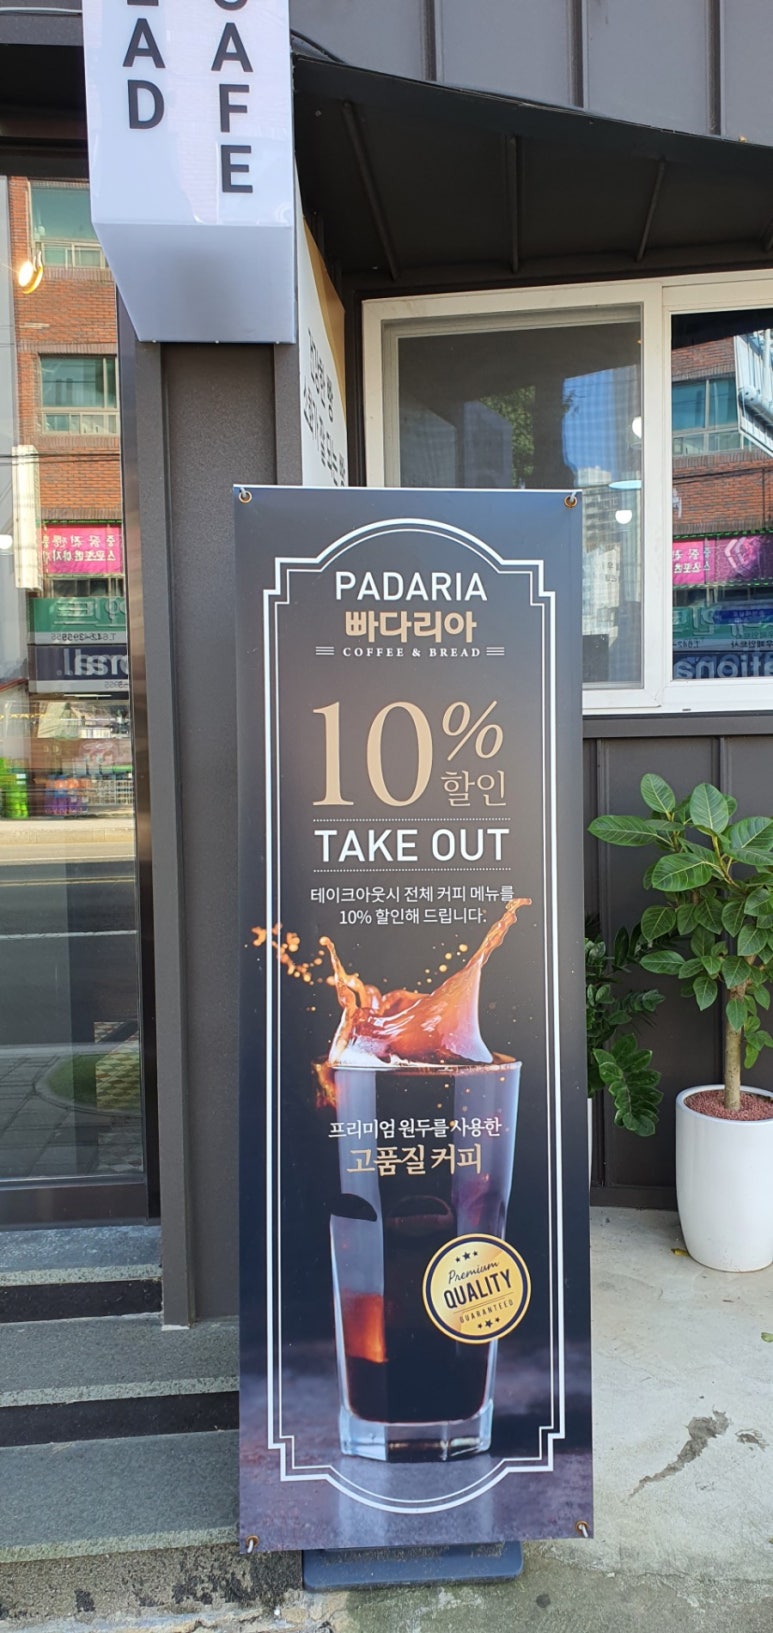 EAD
CAFE
PADARIA
빠다리아
COFFEE & BREAD
10%
할인
TAKE OUT
테이크아웃시 전체 커피 메뉴를
10% 할인해 드립니다.
프리미엄 원두를 사용한
고품질 커피
Premium
QUALITY
GUARANTEED